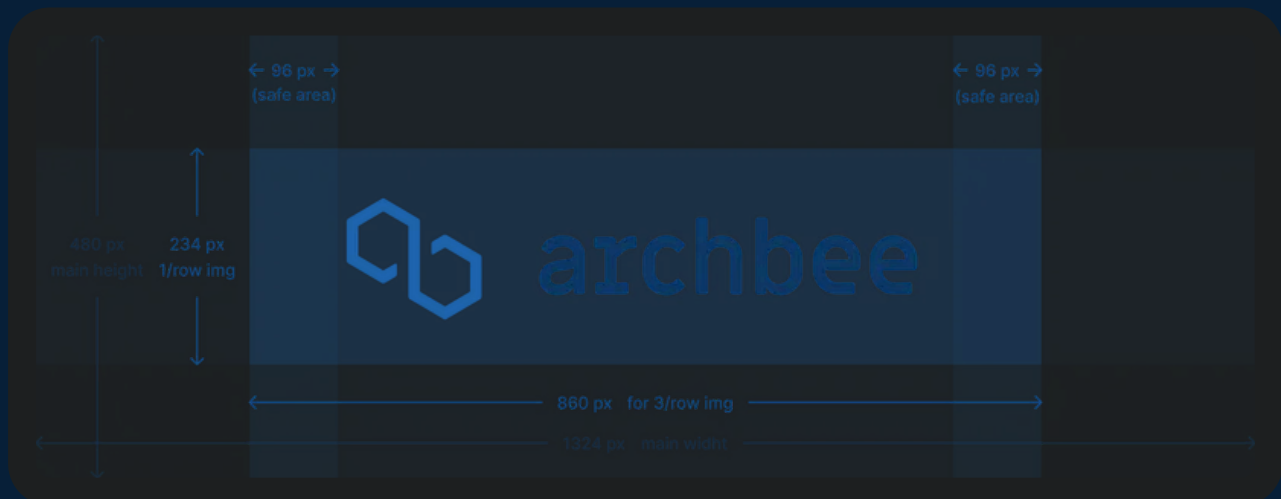 ← 96 px →
(safe area)
← 96 px →
(safe area)
480 px
main height
234 px
1/row img
archbee
860 px for 3/row img
1324 px main widht